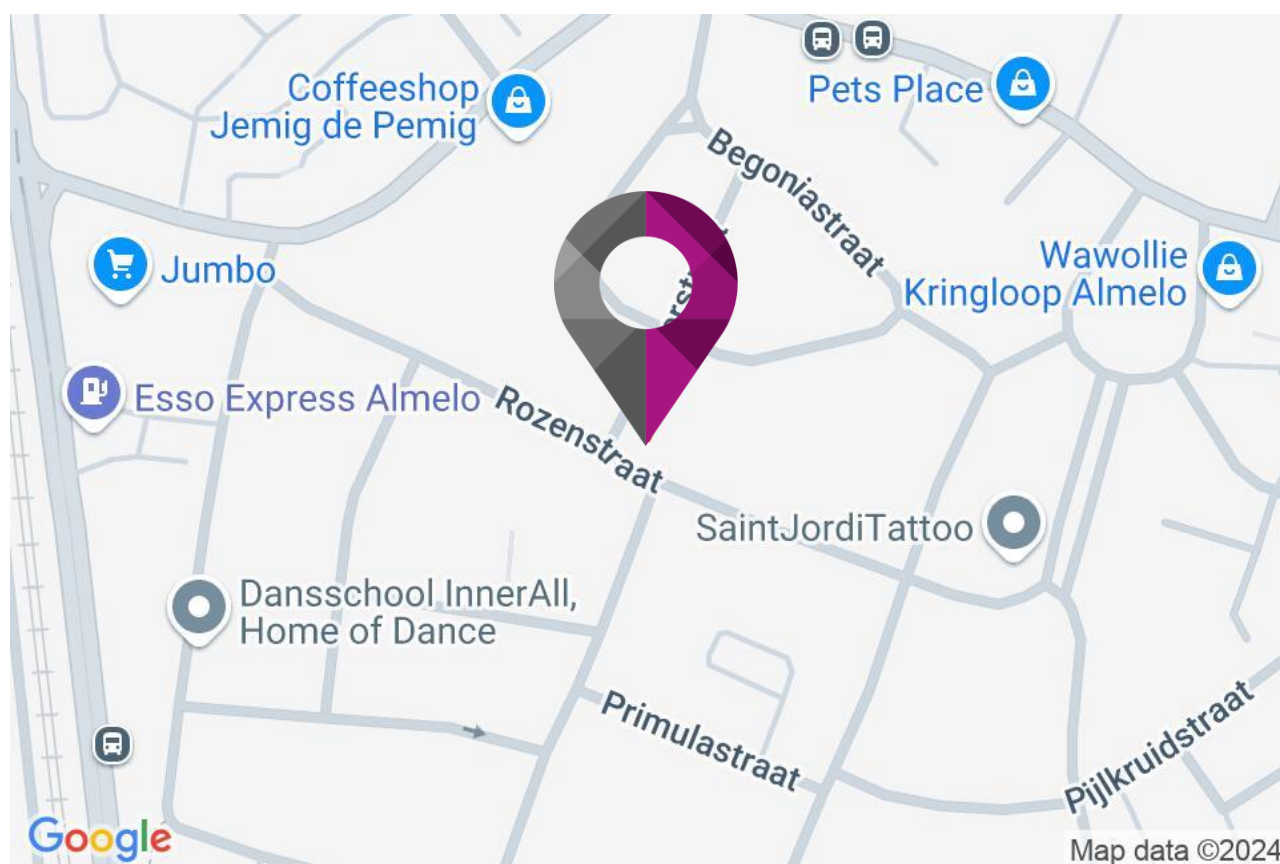 Coffeeshop
Jemig de Pemig
Pets Place
Begoniastraat
Wawollie
Kringloop Almelo
Jumbo
Esso Express Almelo
Rozenstraat
SaintJordiTattoo
Dansschool InnerAll,
Home of Dance
Primulastraat
Pijlkruidstraat
Google
Map data ©2024